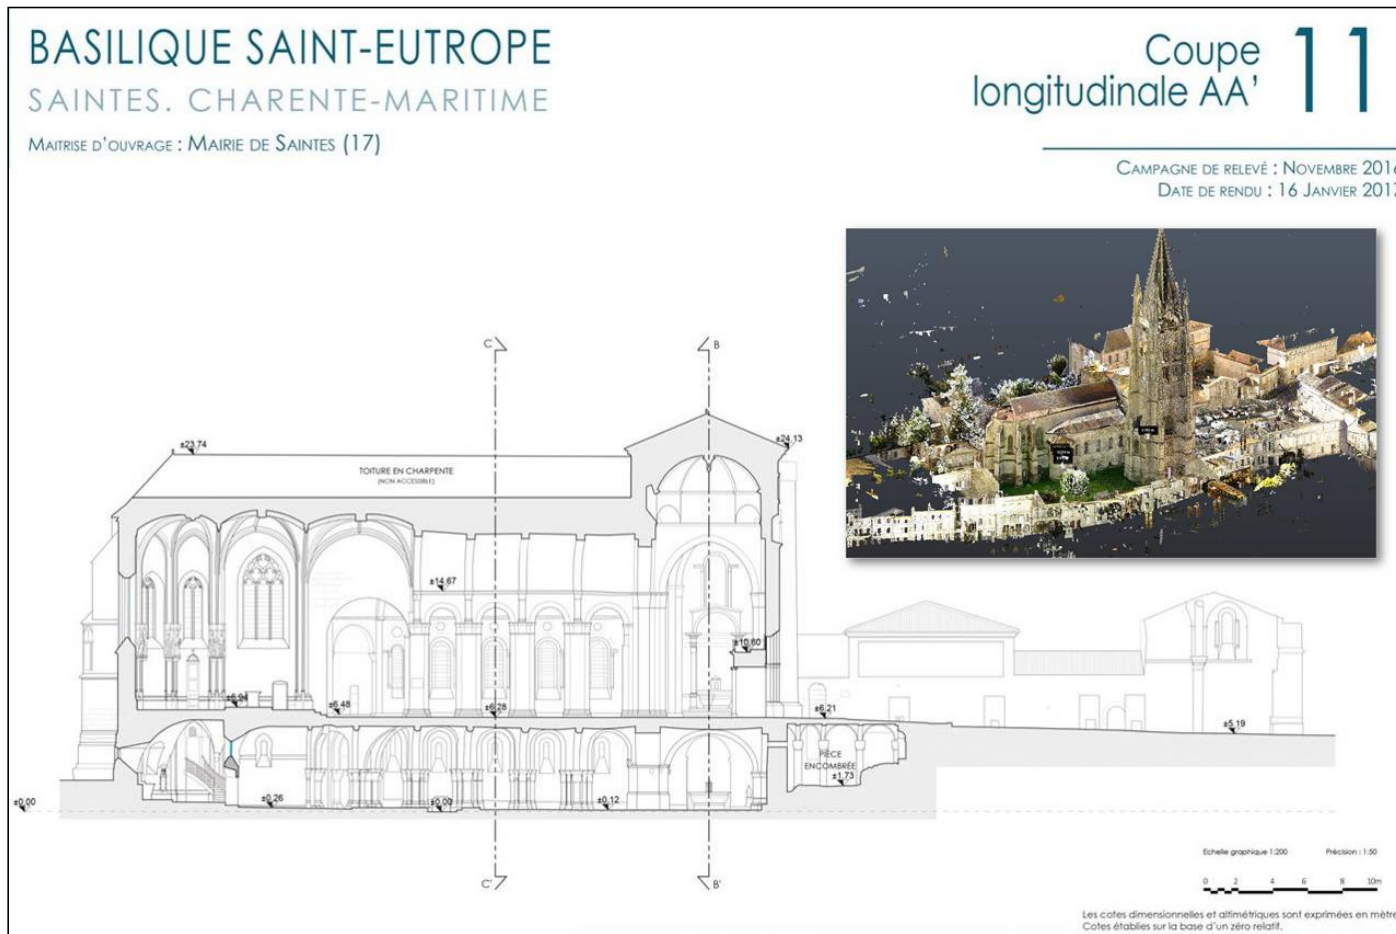 BASILIQUE SAINT-EUTROPE
SAINTES. CHARENTE-MARITIME
MAITRISE D'OUVRAGE : MAIRIE DE SAINTES (17)
Coupe
longitudinale AA'
11
CAMPAGNE DE RELEVÉ : NOVEMBRE 2016
DATE DE RENDU : 16 JANVIER 2017
C
B
±23.74
±24.13
TOITURE EN CHARPENTE
(NON ACCESSIBLE)
±14.67
±10.60
±6.94
±6.48
±6.28
±6.21
±5.19
PIÈCE
ENCOMBRÉE
±1.73
±0.00
±0.26
±0.00
±0.12
C'
B'
Echelle graphique 1:200
Précision : 1:50
0 2 4 6 8 10m
Les cotes dimensionnelles et altimétriques sont exprimées en mètre
Cotes établies sur la base d'un zéro relatif.